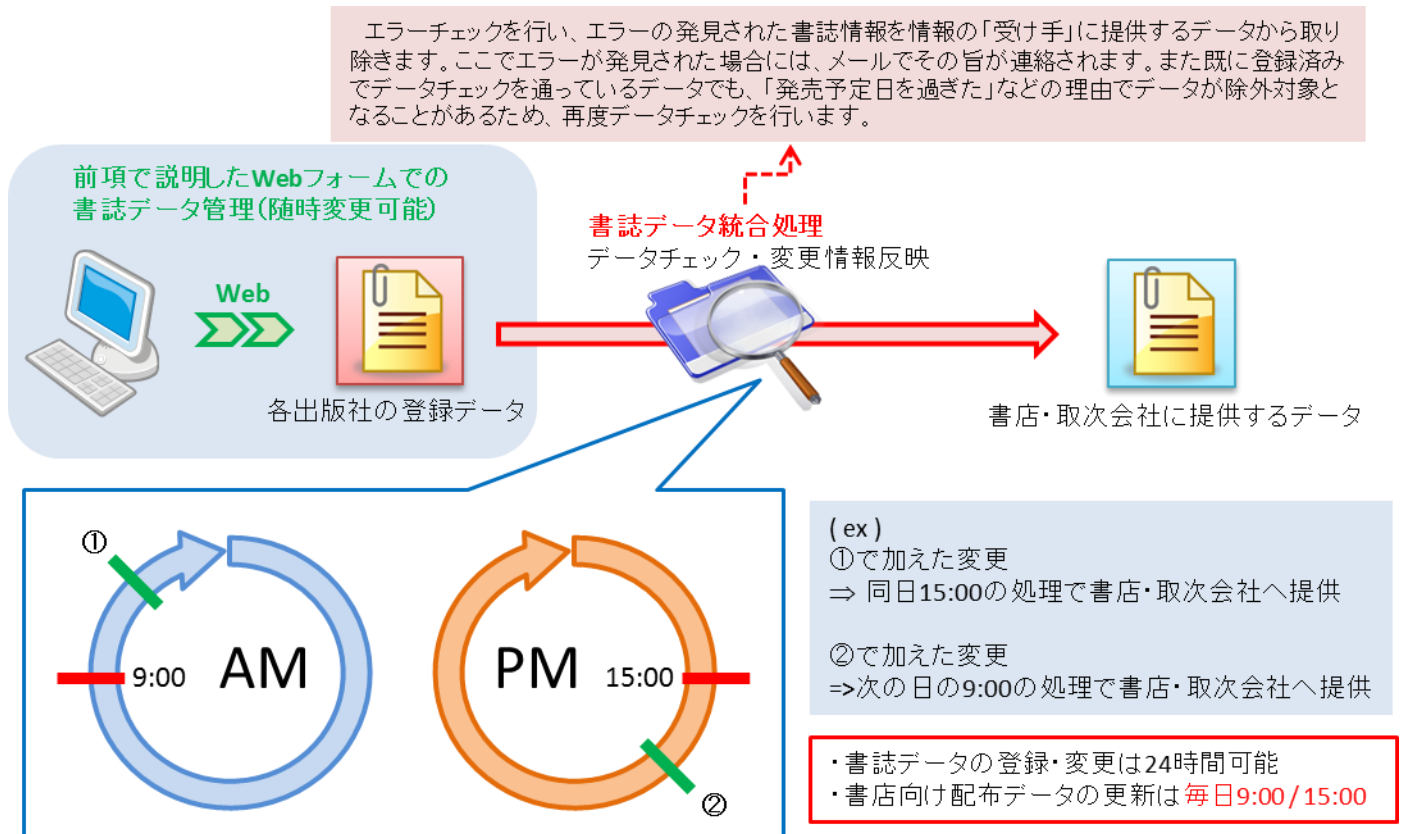 エラーチェックを行い、エラーの発見された書誌情報を情報の「受け手」に提供するデータから取り
除きます。ここでエラーが発見された場合には、メールでその旨が連絡されます。また既に登録済み
でデータチェックを通っているデータでも、「発売予定日を過ぎた」などの理由でデータが除外対象と
なることがあるため、再度データチェックを行います。
前項で説明したWebフォームでの
書誌データ管理(随時変更可能)
書誌データ統合処理
データチェック・変更情報反映
Web
各出版社の登録データ
書店・取次会社に提供するデータ
①
9:00
AM
PM
15:00
②
( ex )
①で加えた変更
⇒ 同日15:00の処理で書店・取次会社へ提供
②で加えた変更
=>次の日の9:00の処理で書店・取次会社へ提供
・書誌データの登録・変更は24時間可能
・書店向け配布データの更新は毎日9:00/15:00